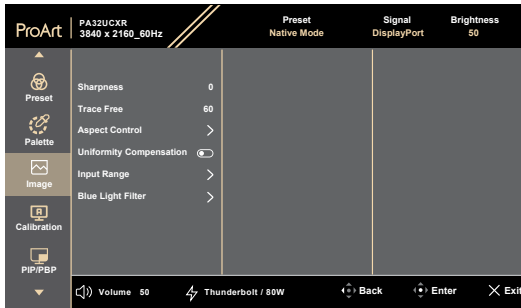 ProArt
PA32UCXR
3840 x 2160_60Hz
Preset
Native Mode
Signal
DisplayPort
Brightness
50
Preset
Palette
Image
Calibration
PIP/PBP
Sharpness 0
Trace Free 60
Aspect Control
Uniformity Compensation
Input Range
Blue Light Filter
Volume 50
Thunderbolt / 80W
Back
Enter
Exit